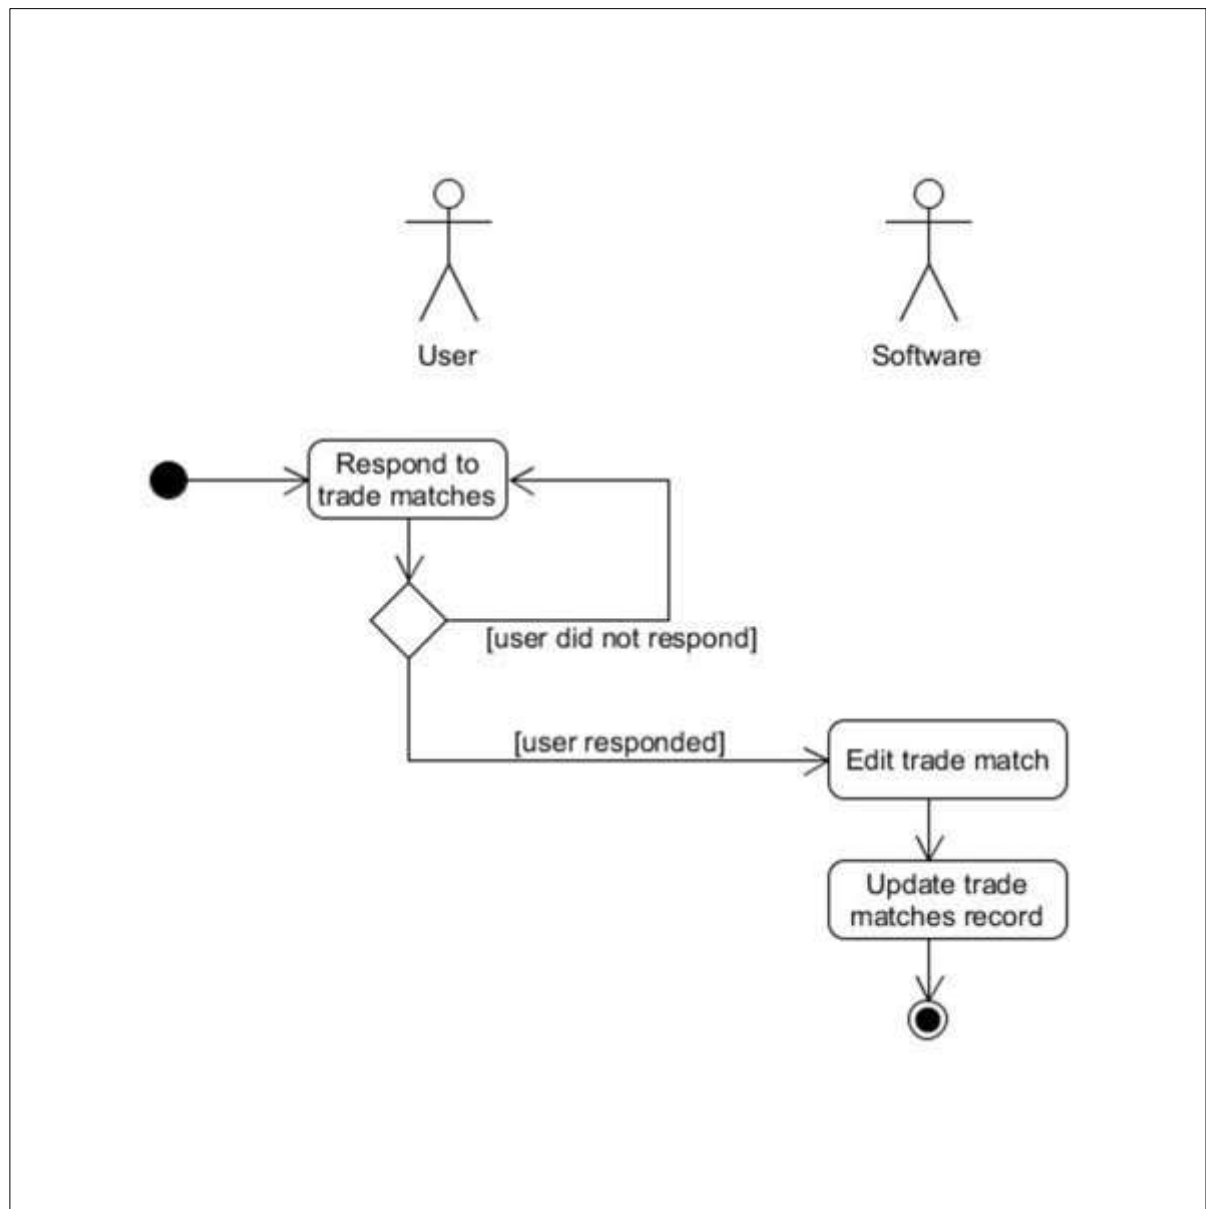 User
Software
Respond to
trade matches
[user did not respond]
[user responded]
Edit trade match
Update trade
matches record